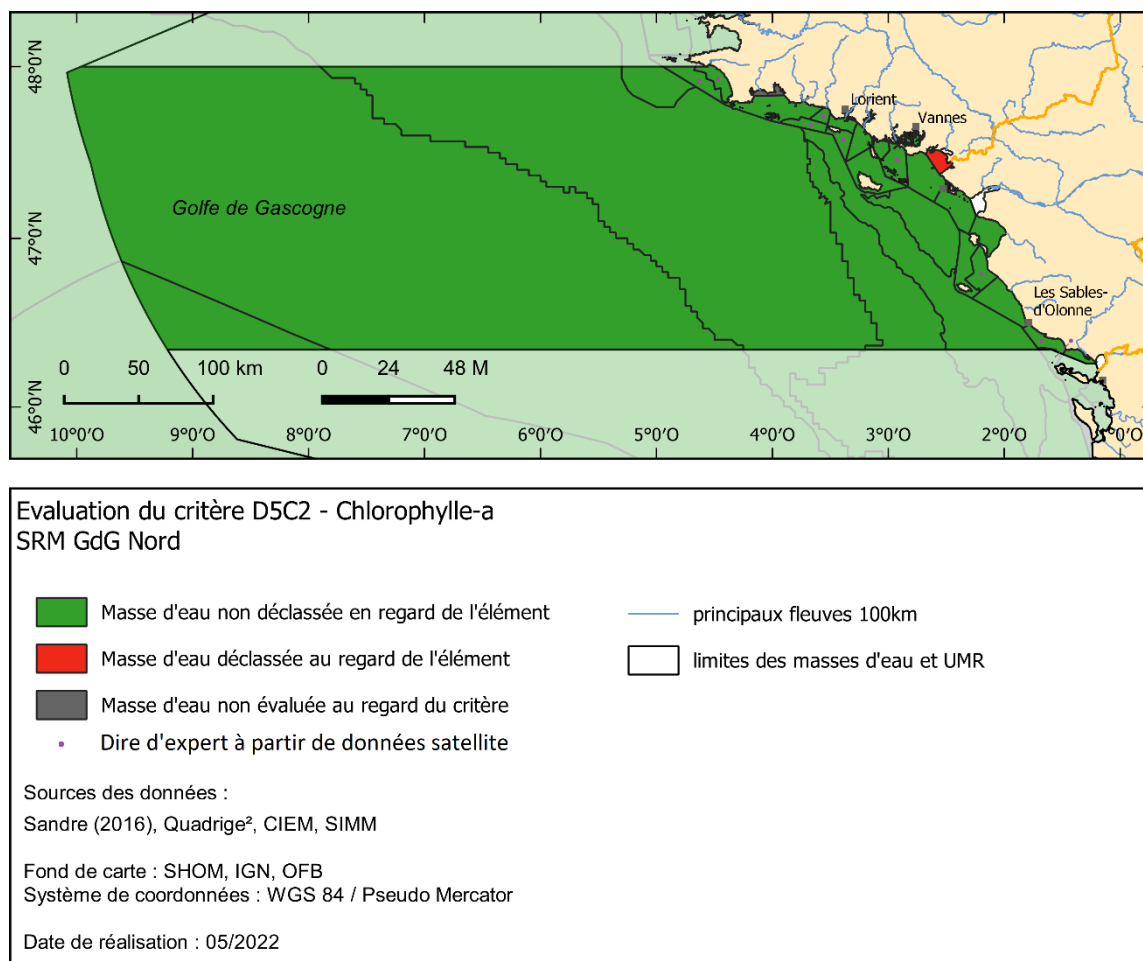 48°0'N
Lorient
Vannes
Golfe de Gascogne
47°0'N
Les Sables-
d'Olonne
0 50 100 km
0 24 48 M
46°0'N
10°0'O 9°0'O 8°0'O 7°0'O 6°0'O 5°0'O 4°0'O 3°0'O 2°0'O 1°0'O
Evaluation du critère D5C2 - Chlorophylle-a
SRM GdG Nord
Masse d'eau non déclassée en regard de l'élément
Masse d'eau déclassée au regard de l'élément
Masse d'eau non évaluée au regard du critère
Dire d'expert à partir de données satellite
principaux fleuves 100km
limites des masses d'eau et UMR
Sources des données :
Sandre (2016), Quadrige², CIEM, SIMM
Fond de carte : SHOM, IGN, OFB
Système de coordonnées : WGS 84 / Pseudo Mercator
Date de réalisation : 05/2022